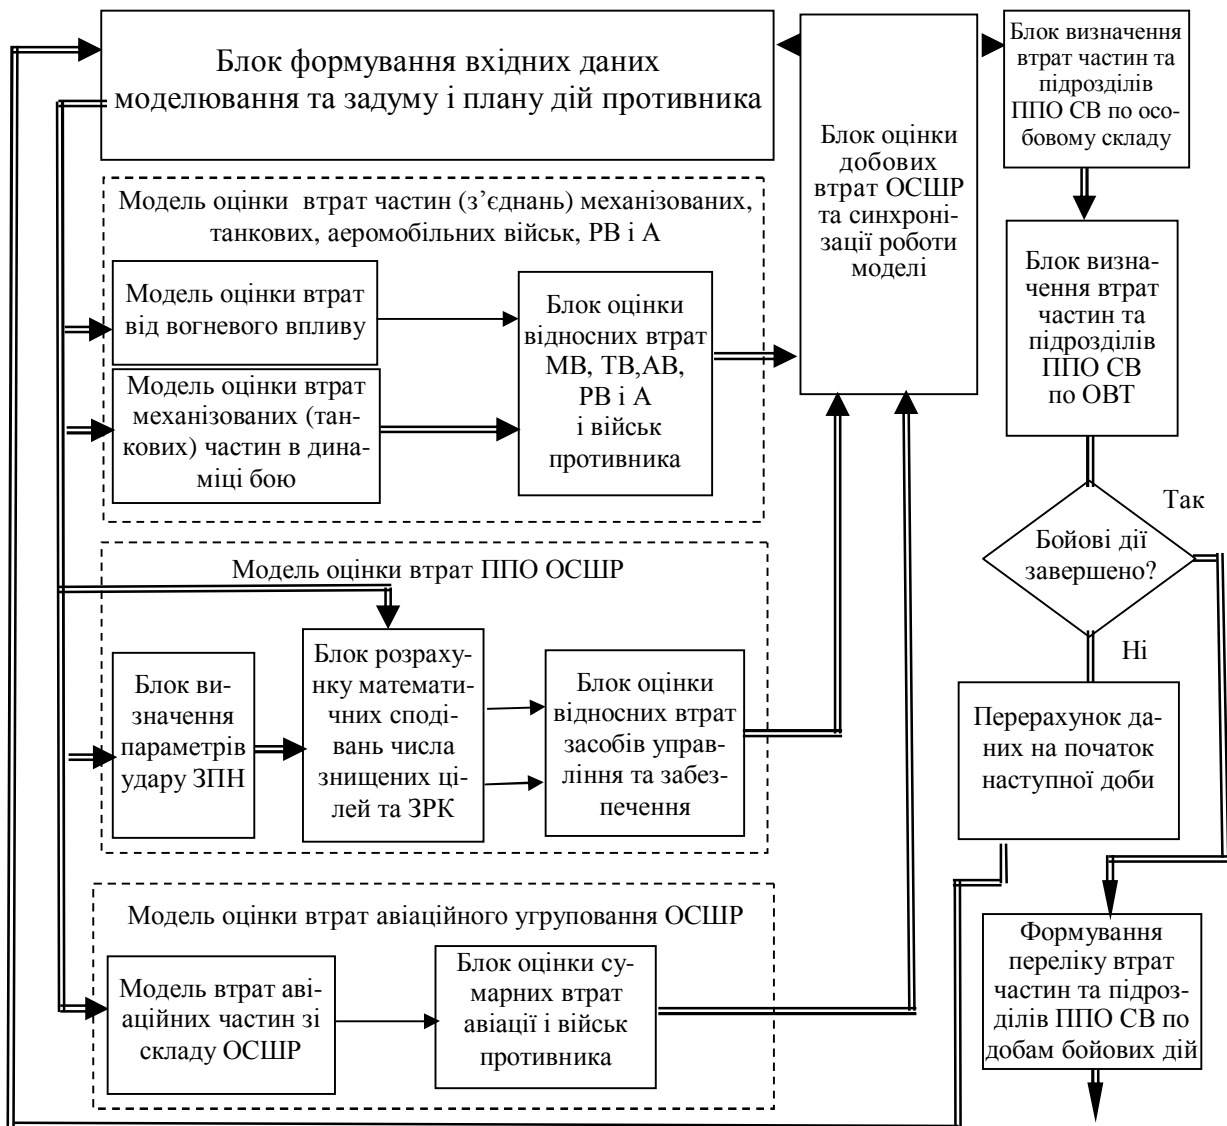 Блок формування вхідних даних
моделювання та задуму і плану дій противника
Модель оцінки втрат частин (з’єднань) механізованих,
танкових, аеромобільних військ, РВ і А
Модель оцінки втрат
від вогневого впливу
Модель оцінки втрат
механізованих (тан-
кових) частин в дина-
міці бою
Блок оцінки
відносних втрат
МВ, ТВ,АВ,
РВ і А
і військ
противника
Модель оцінки втрат ППО ОСШР
Блок ви-
значення
параметрів
удару ЗПН
Блок розраху-
нку математи-
чних споді-
вань числа
знищених ці-
лей та ЗРК
Блок оцінки
відносних втрат
засобів управ-
ління та забез-
печення
Модель оцінки втрат авіаційного угруповання ОСШР
Модель втрат аві-
іаційних частин зі
складу ОСШР
Блок оцінки су-
марних втрат
авіації і військ
противника
Блок оцінки
добових
втрат ОСШР
та синхроні-
зації роботи
моделі
Блок визначення
втрат частин та
підрозділів
ППО СВ по осо-
бовому складу
Блок визна-
чення втрат
частин та
підрозділів
ППО СВ
по ОВТ
Бойові дії
завершено?
Так
Ні
Перерахунок да-
них на початок
наступної доби
Формування
переліку втрат
частин та підроз-
ділів ППО СВ по
добам бойових дій